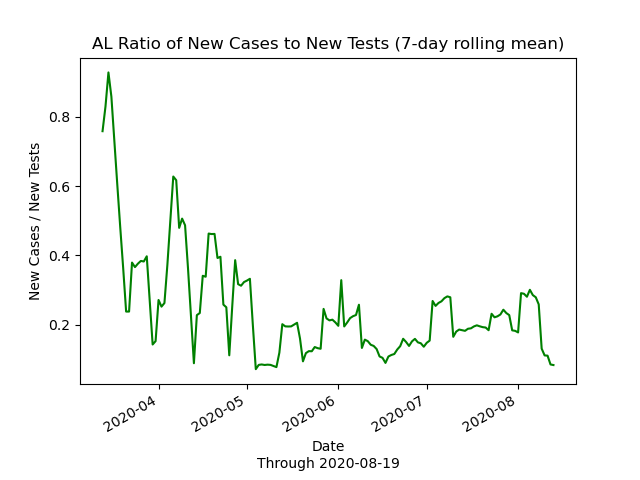 AL Ratio of New Cases to New Tests (7-day rolling mean)
New Cases / New Tests
0.8
0.6
0.4
0.2
2020-04
2020-05
2020-06
2020-07
2020-08
Date
Through 2020-08-19